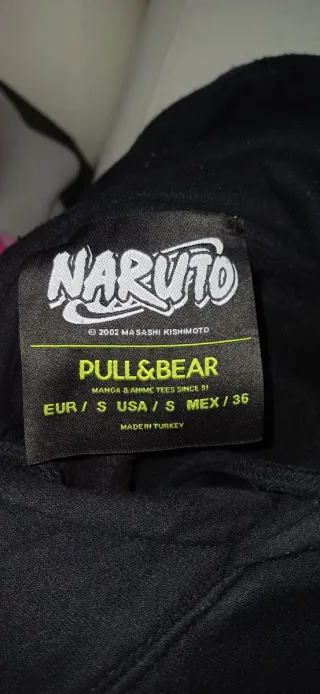 NARUTO
© 2002 MASASHI KISHIMOTO
PULL&BEAR
MANGA & ANIME TEES SINCE 91
EUR / S USA / S MEX / 36
MADE IN TURKEY